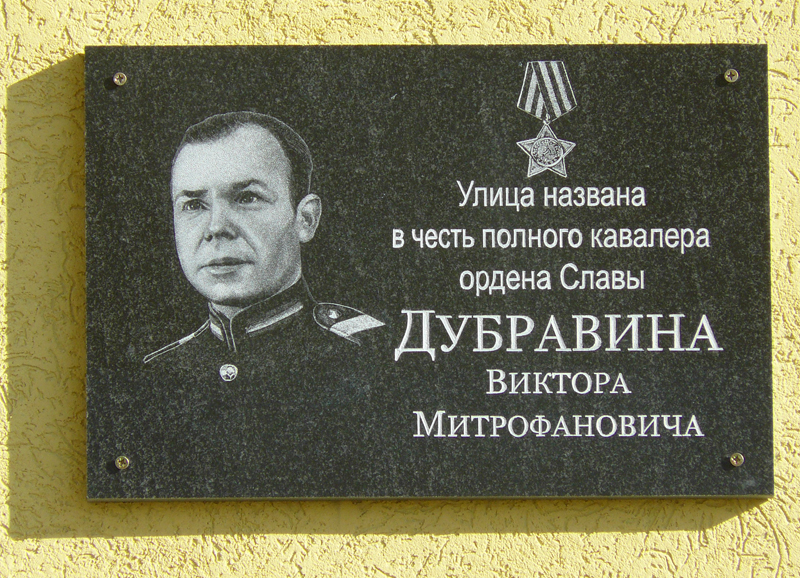 Улица названа
в честь полного кавалера
ордена Славы
ДУБРАВИНА
ВИКТОРА
МИТРОФАНОВИЧА